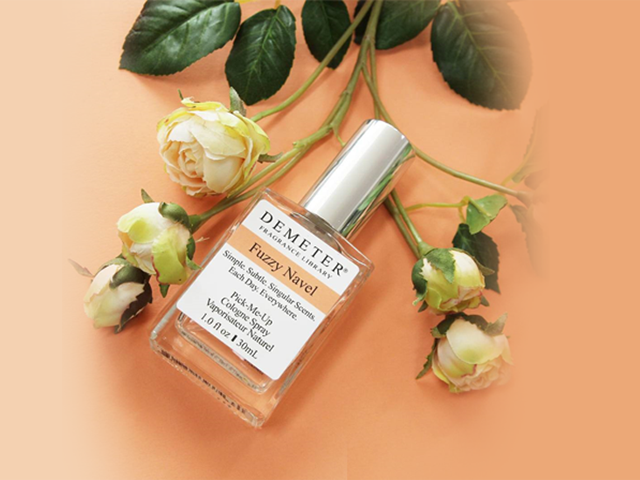 DEMETER®
FRAGRANCE LIBRARY
Fuzzy Navel
Simple. Subtle. Singular Scents.
Each Day. Everywhere.
Pick-Me-Up
Cologne Spray
Vaporisateur Naturel
1.0 fl oz | 30mL